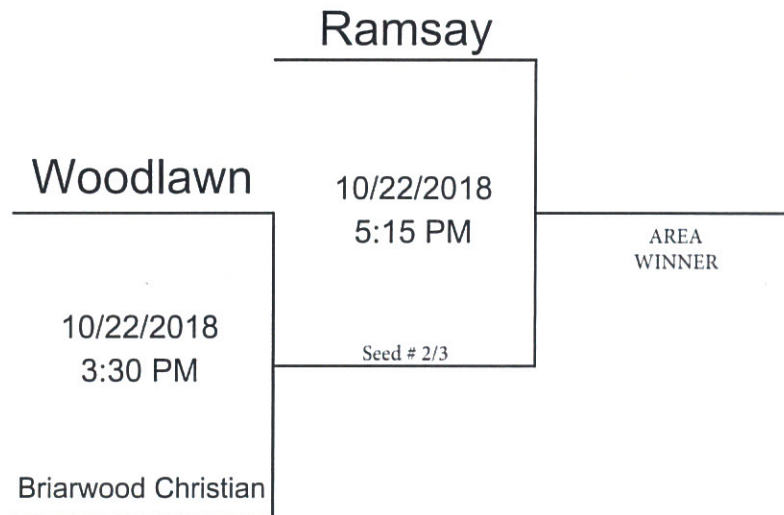 Ramsay
Woodlawn
10/22/2018
5:15 PM
AREA
WINNER
10/22/2018
3:30 PM
Seed # 2/3
Briarwood Christian